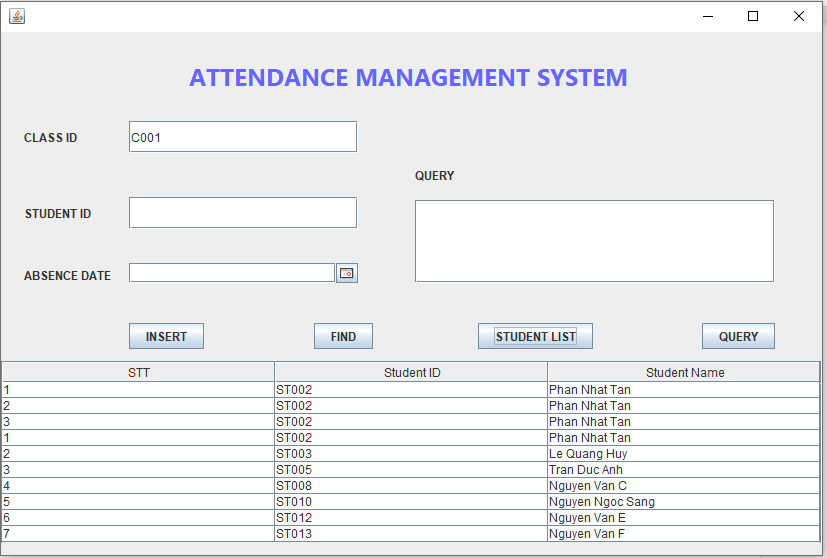 ATTENDANCE MANAGEMENT SYSTEM
CLASS ID C001
QUERY
STUDENT ID
ABSENCE DATE
INSERT FIND STUDENT LIST QUERY
STT Student ID Student Name
1 ST002 Phan Nhat Tan
2 ST002 Phan Nhat Tan
3 ST002 Phan Nhat Tan
1 ST002 Phan Nhat Tan
2 ST003 Le Quang Huy
3 ST005 Tran Duc Anh
4 ST008 Nguyen Van C
5 ST010 Nguyen Ngoc Sang
6 ST012 Nguyen Van E
7 ST013 Nguyen Van F